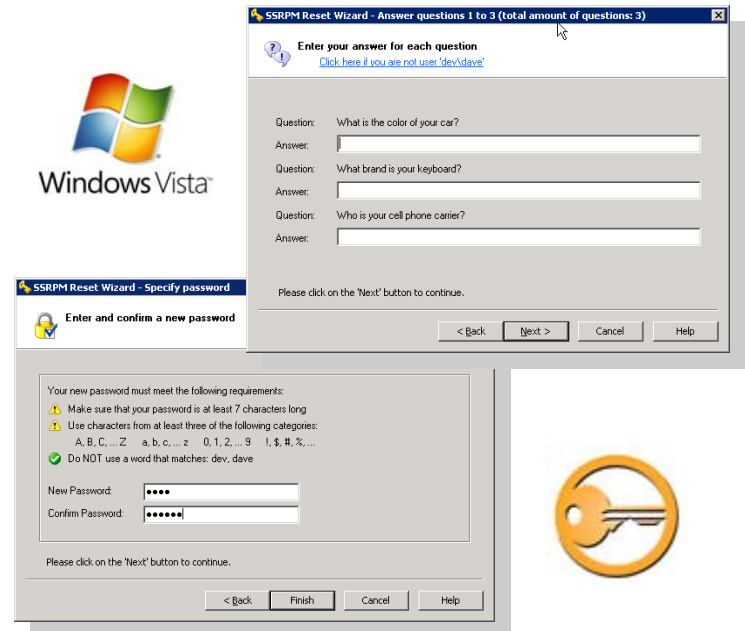 SSRPM Reset Wizard - Answer questions 1 to 3 (total amount of questions: 3)
Enter your answer for each question
Click here if you are not user 'dev\dave'
Question: What is the color of your car?
Answer:
Question: What brand is your keyboard?
Answer:
Question: Who is your cell phone carrier?
Answer:
Please click on the 'Next' button to continue.
< Back Next > Cancel Help
Windows Vista
SSRPM Reset Wizard - Specify password
Enter and confirm a new password
Your new password must meet the following requirements:
Make sure that your password is at least 7 characters long
Use characters from at least three of the following categories:
A, B, C, ... Z a, b, c, ... z 0, 1, 2, ... 9 !, $, #, %, ...
Do NOT use a word that matches: dev, dave
New Password: ●●●●
Confirm Password: ●●●●●●
Please click on the 'Next' button to continue.
< Back Finish Cancel Help